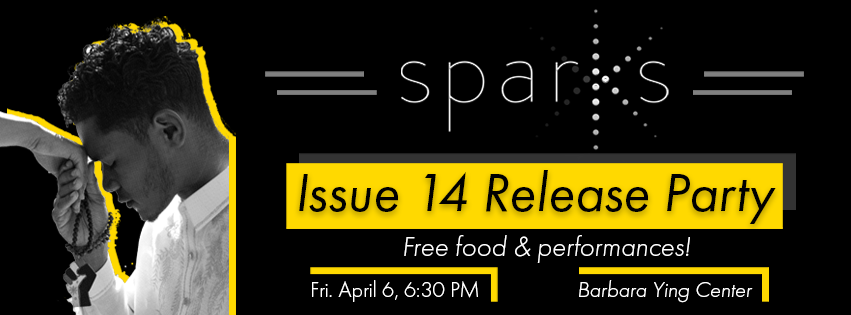 sparks
Issue 14 Release Party
Free food & performances!
Fri. April 6, 6:30 PM
Barbara Ying Center